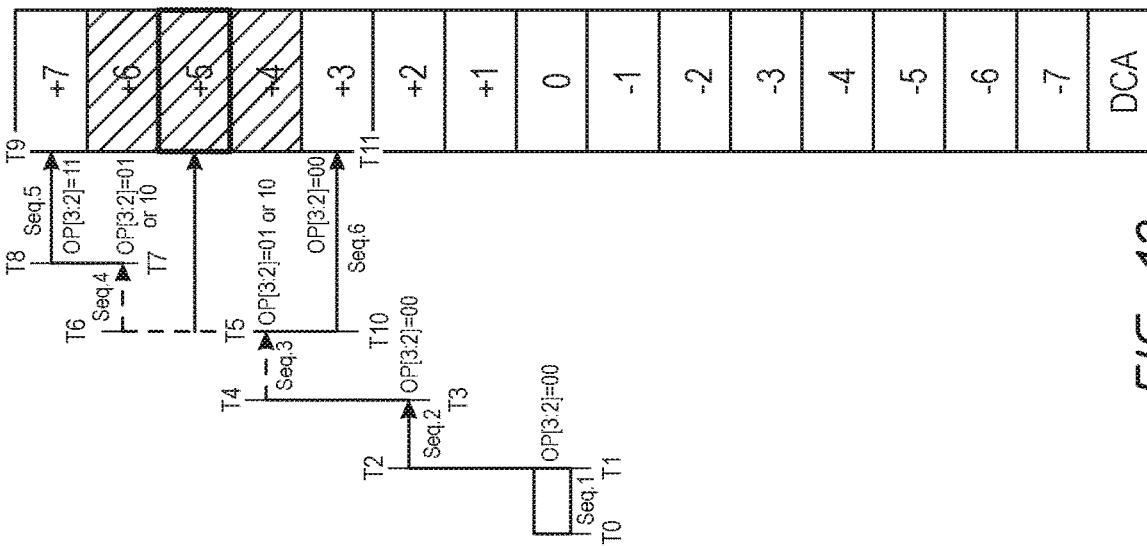 T9
+7
T8
Seq.5
OP[3:2]=11
T6
Seq.4
OP[3:2]=01
or 10
T7
+6
+5
T5
OP[3:2]=01 or 10
+4
T4
Seq.3
OP[3:2]=00
Seq.6
T10
T11
+3
T2
Seq.2
OP[3:2]=00
T3
+2
+1
OP[3:2]=00
0
T0
Seq.1
T1
-1
-2
-3
-4
-5
-6
-7
DCA